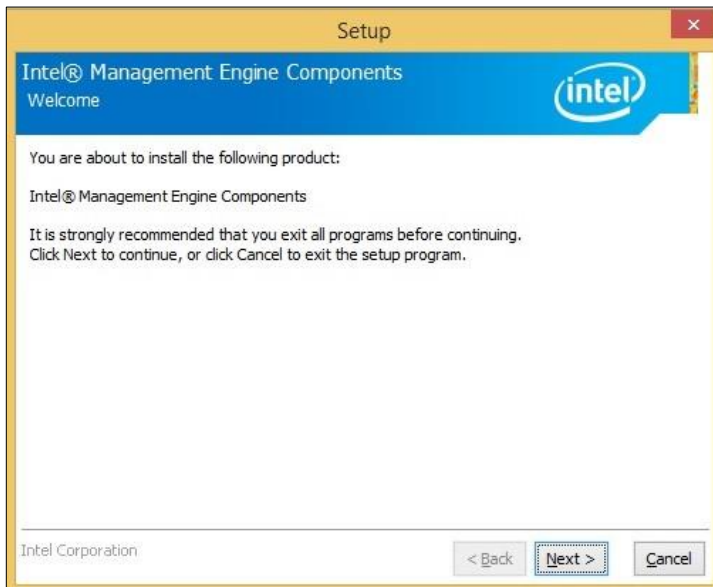 Setup
Intel® Management Engine Components
Welcome
intel
You are about to install the following product:
Intel® Management Engine Components
It is strongly recommended that you exit all programs before continuing.
Click Next to continue, or click Cancel to exit the setup program.
Intel Corporation
< Back Next > Cancel